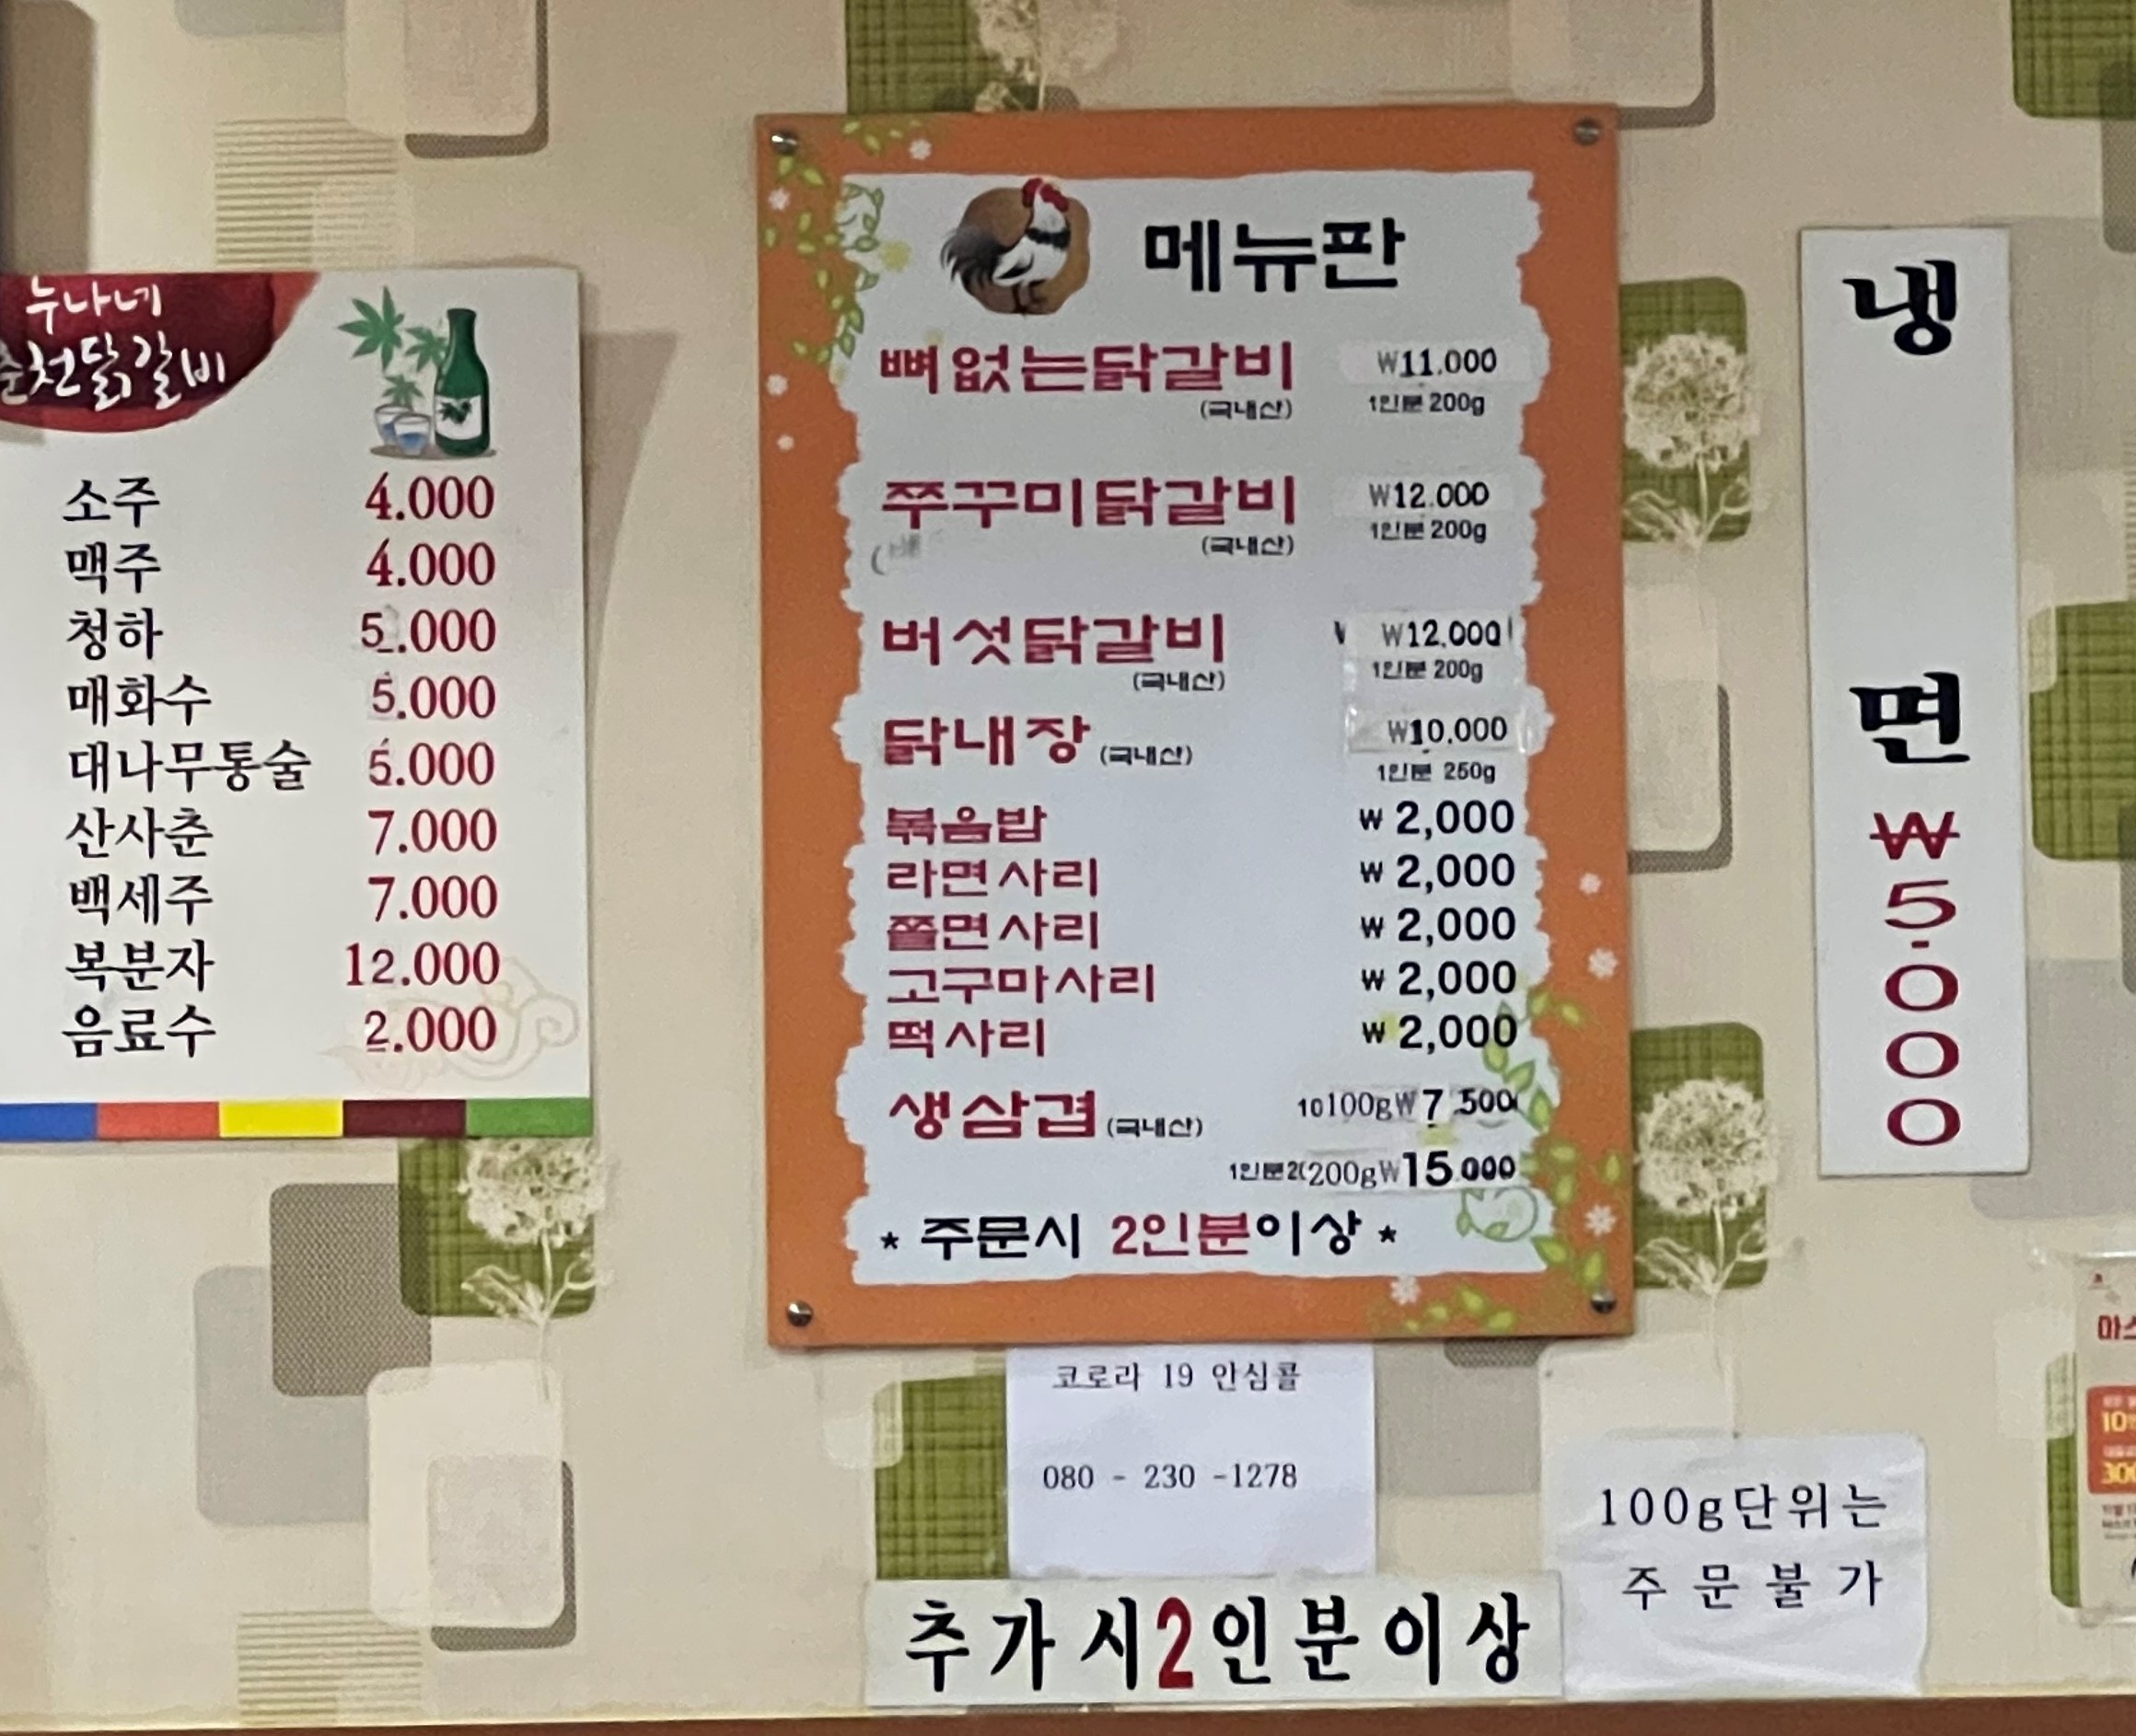 누나네
춘천닭갈비
소주 4.000
맥주 4.000
청하 5.000
매화수 5.000
대나무통술 5.000
산사춘 7.000
백세주 7.000
복분자 12.000
음료수 2.000
메뉴판
뼈없는닭갈비 ₩11.000
(국내산) 1인분 200g
쭈꾸미닭갈비 ₩12.000
(국내산) 1인분 200g
버섯닭갈비 ₩12.000
(국내산) 1인분 200g
닭내장 (국내산) ₩10.000
1인분 250g
볶음밥 ₩ 2,000
라면사리 ₩ 2,000
쫄면사리 ₩ 2,000
고구마사리 ₩ 2,000
떡사리 ₩ 2,000
생삼겹 (국내산) 10100g₩7.500
1인분2(200g₩15.000
* 주문시 2인분이상 *
냉면 ₩5.000
코로라 19 안심콜
080 - 230 -1278
추가시2인분이상
100g단위는
주문불가